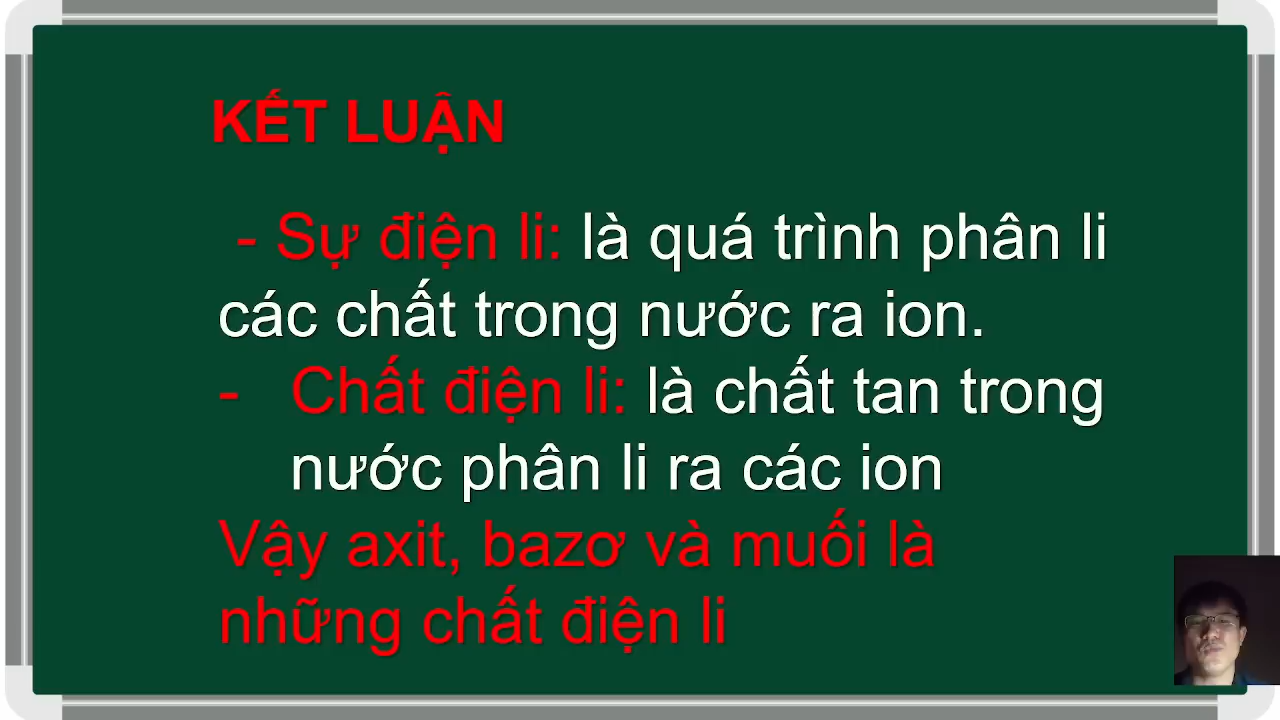 KẾT LUẬN
- Sự điện li: là quá trình phân li
các chất trong nước ra ion.
- Chất điện li: là chất tan trong
nước phân li ra các ion
Vậy axit, bazơ và muối là
những chất điện li